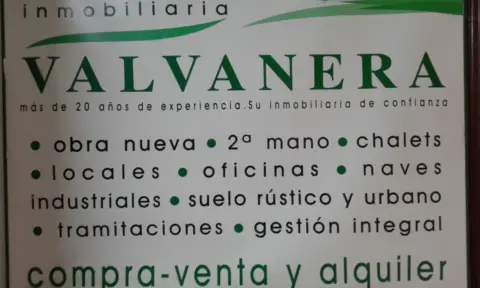 inmobiliaria
VALVANERA
más de 20 años de experiencia.Su inmobiliaria de confianza
• obra nueva • 2ª mano • chalets
• locales • oficinas • naves
industriales • suelo rústico y urbano
• tramitaciones • gestión integral
compra-venta y alquiler